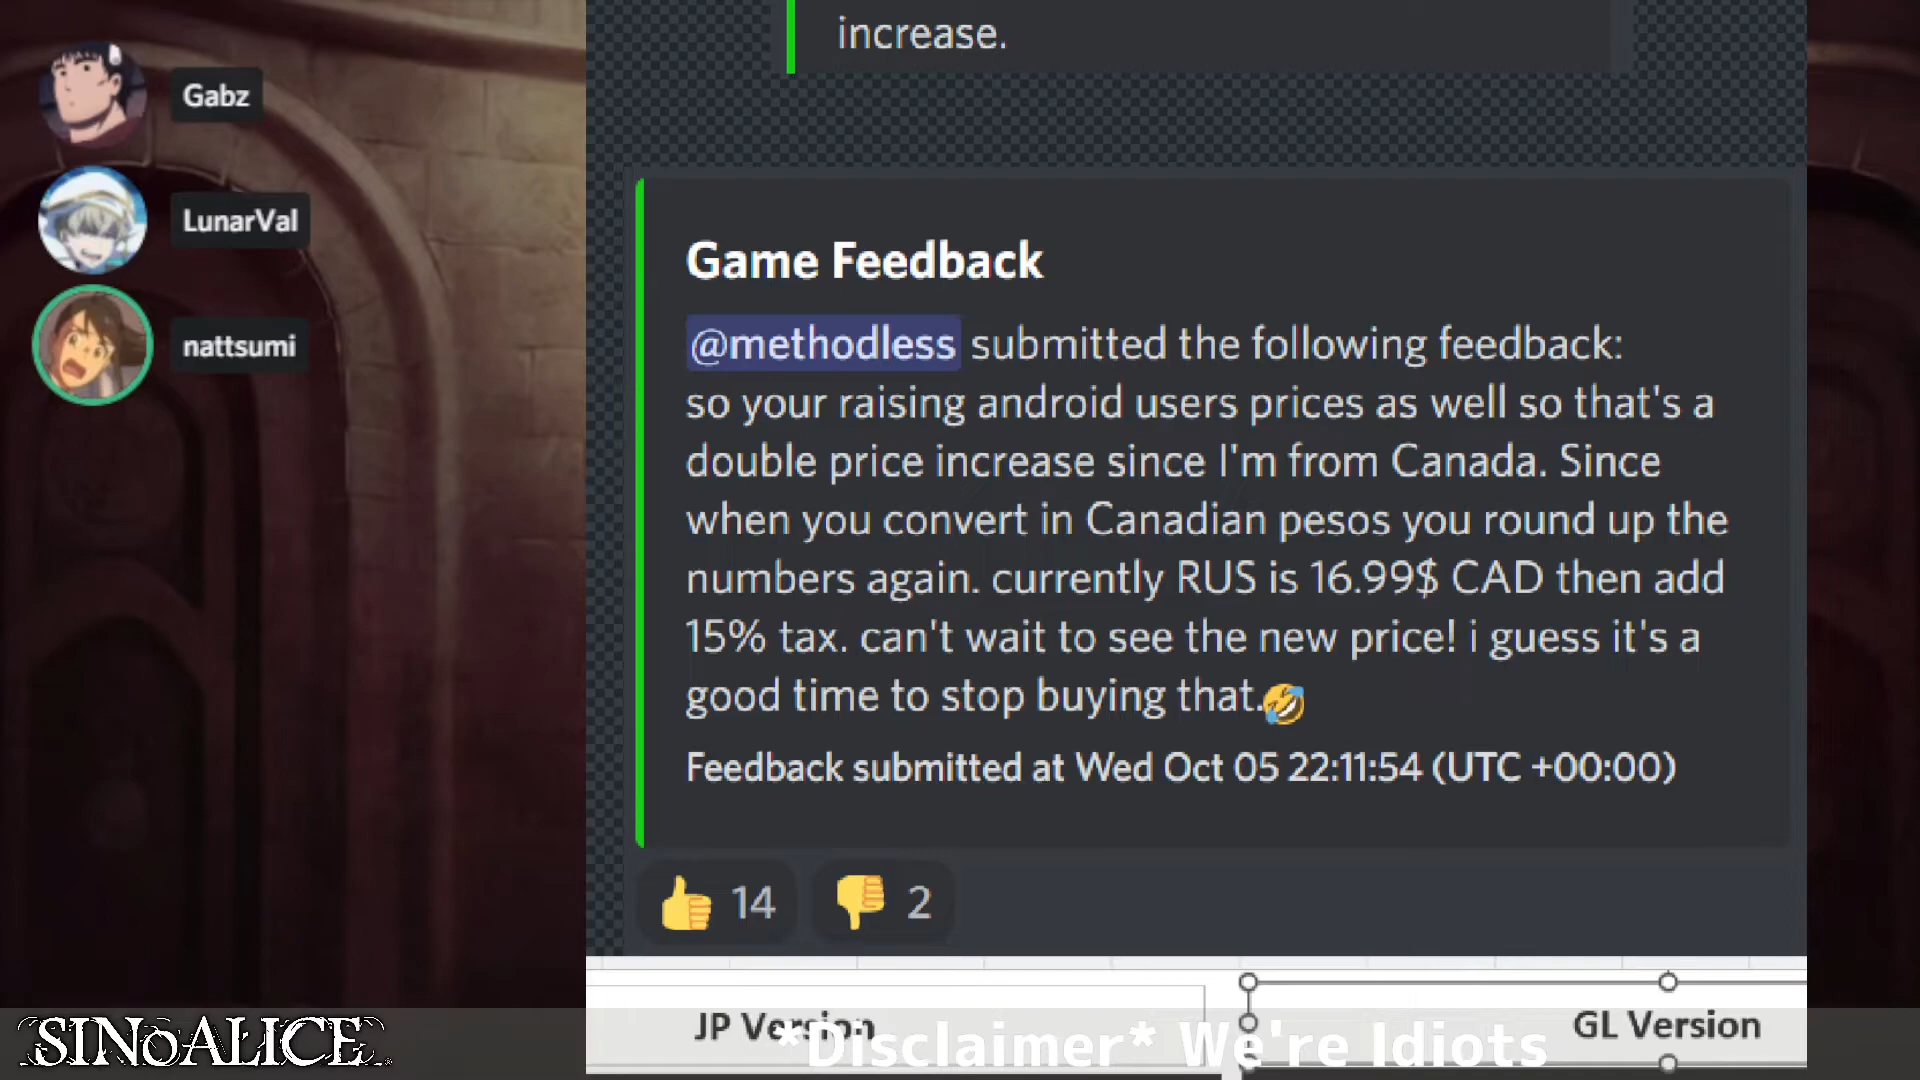 increase.
Gabz
LunarVal
nattsumi
Game Feedback
@methodless submitted the following feedback:
so your raising android users prices as well so that's a
double price increase since I'm from Canada. Since
when you convert in Canadian pesos you round up the
numbers again. currently RUS is 16.99$ CAD then add
15% tax. can't wait to see the new price! i guess it's a
good time to stop buying that.🤣
Feedback submitted at Wed Oct 05 22:11:54 (UTC +00:00)
👍 14 👎 2
JP Version
GL Version
SINoALICE
*Disclaimer* We're Idiots